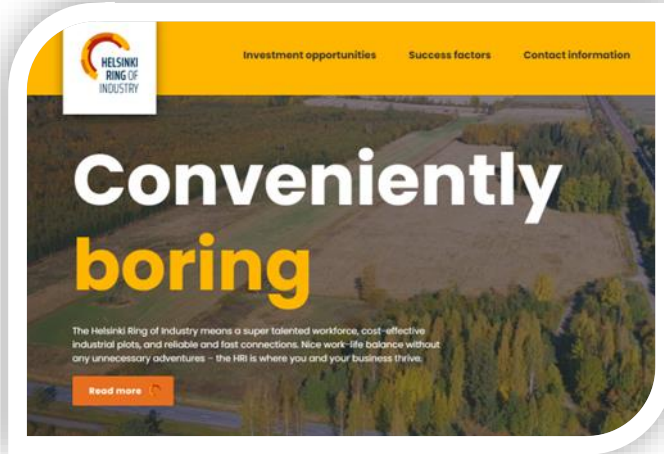 HELSINKI
RING OF
INDUSTRY
Investment opportunities
Success factors
Contact information
Conveniently
boring
The Helsinki Ring of Industry means a super talented workforce, cost-effective
industrial plots, and reliable and fast connections. Nice work-life balance without
any unnecessary adventures – the HRI is where you and your business thrive.
Read more